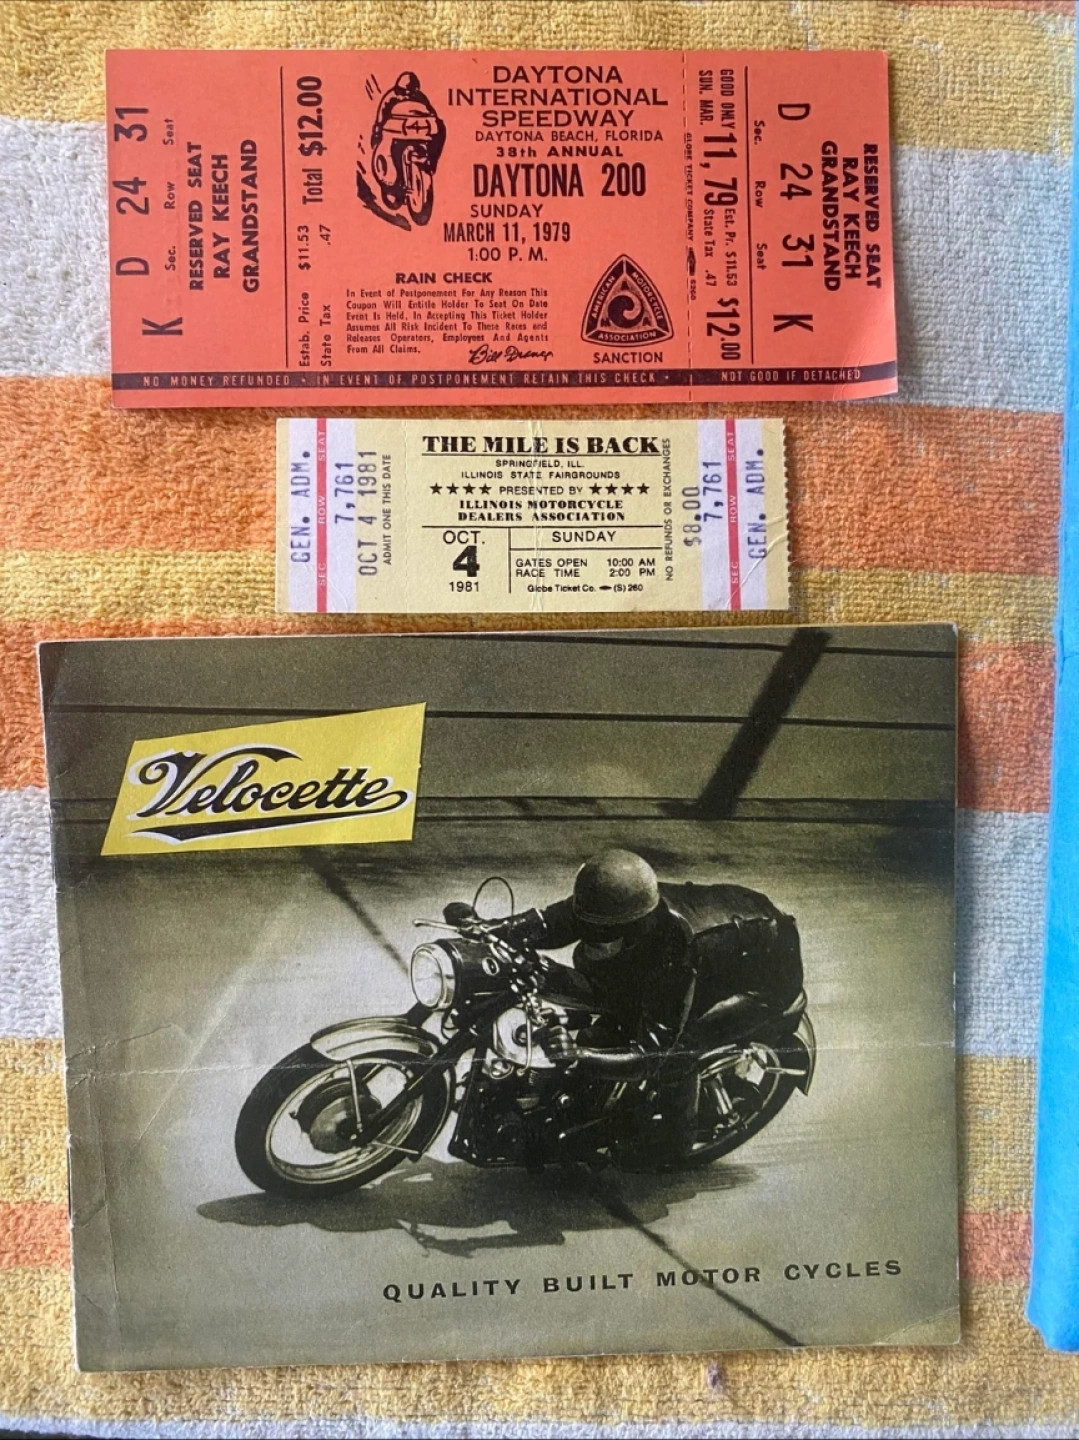 D 24 31
Sec. Row Seat
K
RESERVED SEAT
RAY KEECH
GRANDSTAND
Estab. Price $11.53
State Tax .47
Total $12.00
DAYTONA
INTERNATIONAL
SPEEDWAY
DAYTONA BEACH, FLORIDA
38th ANNUAL
DAYTONA 200
SUNDAY
MARCH 11, 1979
1:00 P.M.
RAIN CHECK
In Event of Postponement For Any Reason This
Coupon Will Entitle Holder To Seat On Date
Event Is Held. In Accepting This Ticket Holder
Assumes All Risk Incident To These Races and
Releases Operators, Employees And Agents
From All Claims.
AMERICAN
MOTORCYCLE
ASSOCIATION
SANCTION
GLOBE TICKET COMPANY
GOOD ONLY
SUN. MAR. 11, 79
Est. Pr. $11.53
State Tax .47
$12.00
D 24 31
Sec. Row Seat
K
RESERVED SEAT
RAY KEECH
GRANDSTAND
NO MONEY REFUNDED • IN EVENT OF POSTPONEMENT RETAIN THIS CHECK • NOT GOOD IF DETACHED
GEN. ADM.
SEC ROW SEAT
7,761
OCT 4 1981
ADMIT ONE THIS DATE
THE MILE IS BACK
SPRINGFIELD, ILL.
ILLINOIS STATE FAIRGROUNDS
★★★★ PRESENTED BY ★★★★
ILLINOIS MOTORCYCLE
DEALERS ASSOCIATION
OCT.
4
1981
SUNDAY
GATES OPEN 10:00 AM
RACE TIME 2:00 PM
Globe Ticket Co. (S) 260
NO REFUNDS OR EXCHANGES
$8.00
7,761
SEC ROW SEAT
GEN. ADM.
Velocette
QUALITY BUILT MOTOR CYCLES